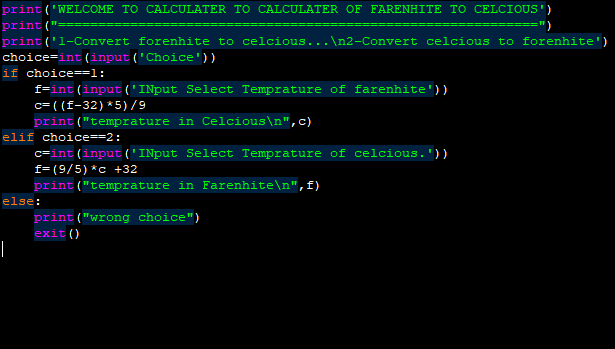 print('WELCOME TO CALCULATER TO CALCULATER OF FARENHITE TO CELCIOUS')
print("============================================================")
print('1-Convert forenhite to celcious...\n2-Convert celcious to forenhite')
choice=int(input('Choice'))
if choice==1:
    f=int(input('INput Select Temprature of farenhite'))
    c=((f-32)*5)/9
    print("temprature in Celcious\n",c)
elif choice==2:
    c=int(input('INput Select Temprature of celcious.'))
    f=(9/5)*c +32
    print("temprature in Farenhite\n",f)
else:
    print("wrong choice")
    exit()